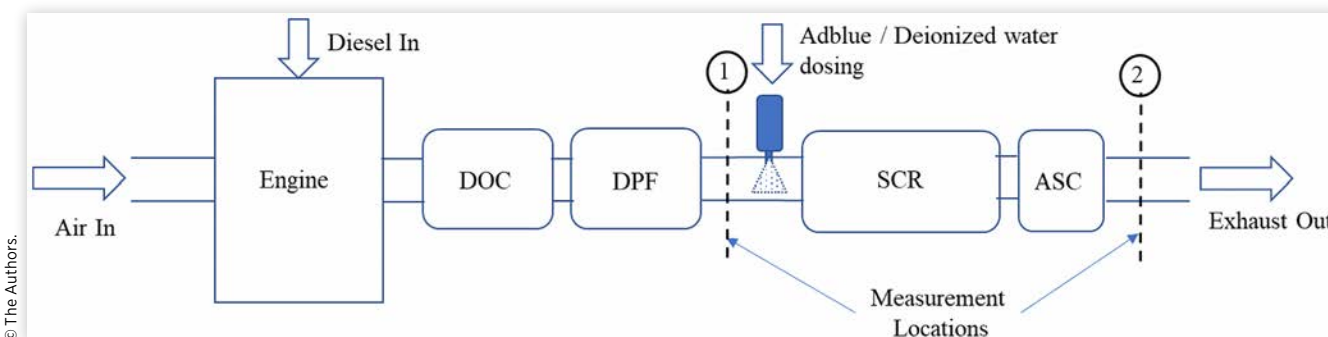 Diesel In
Adblue / Deionized water
dosing
1
2
Engine
DOC
DPF
SCR
ASC
Air In
Exhaust Out
Measurement
Locations
© The Authors.